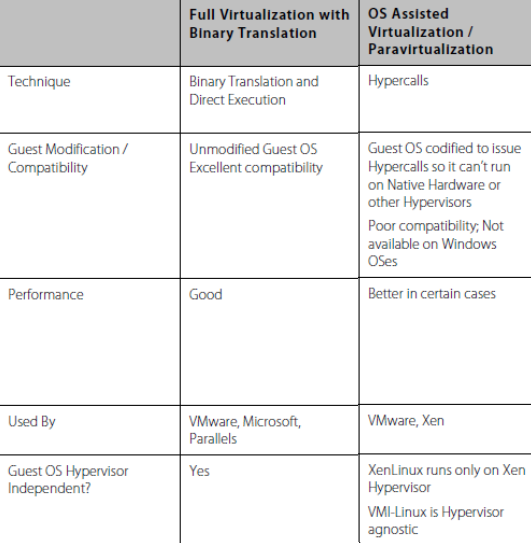 Full Virtualization with
Binary Translation
OS Assisted
Virtualization /
Paravirtualization
Technique
Binary Translation and
Direct Execution
Hypercalls
Guest Modification /
Compatibility
Unmodified Guest OS
Excellent compatibility
Guest OS codified to issue
Hypercalls so it can't run
on Native Hardware or
other Hypervisors
Poor compatibility; Not
available on Windows
OSes
Performance
Good
Better in certain cases
Used By
VMware, Microsoft,
Parallels
VMware, Xen
Guest OS Hypervisor
Independent?
Yes
XenLinux runs only on Xen
Hypervisor
VMI-Linux is Hypervisor
agnostic